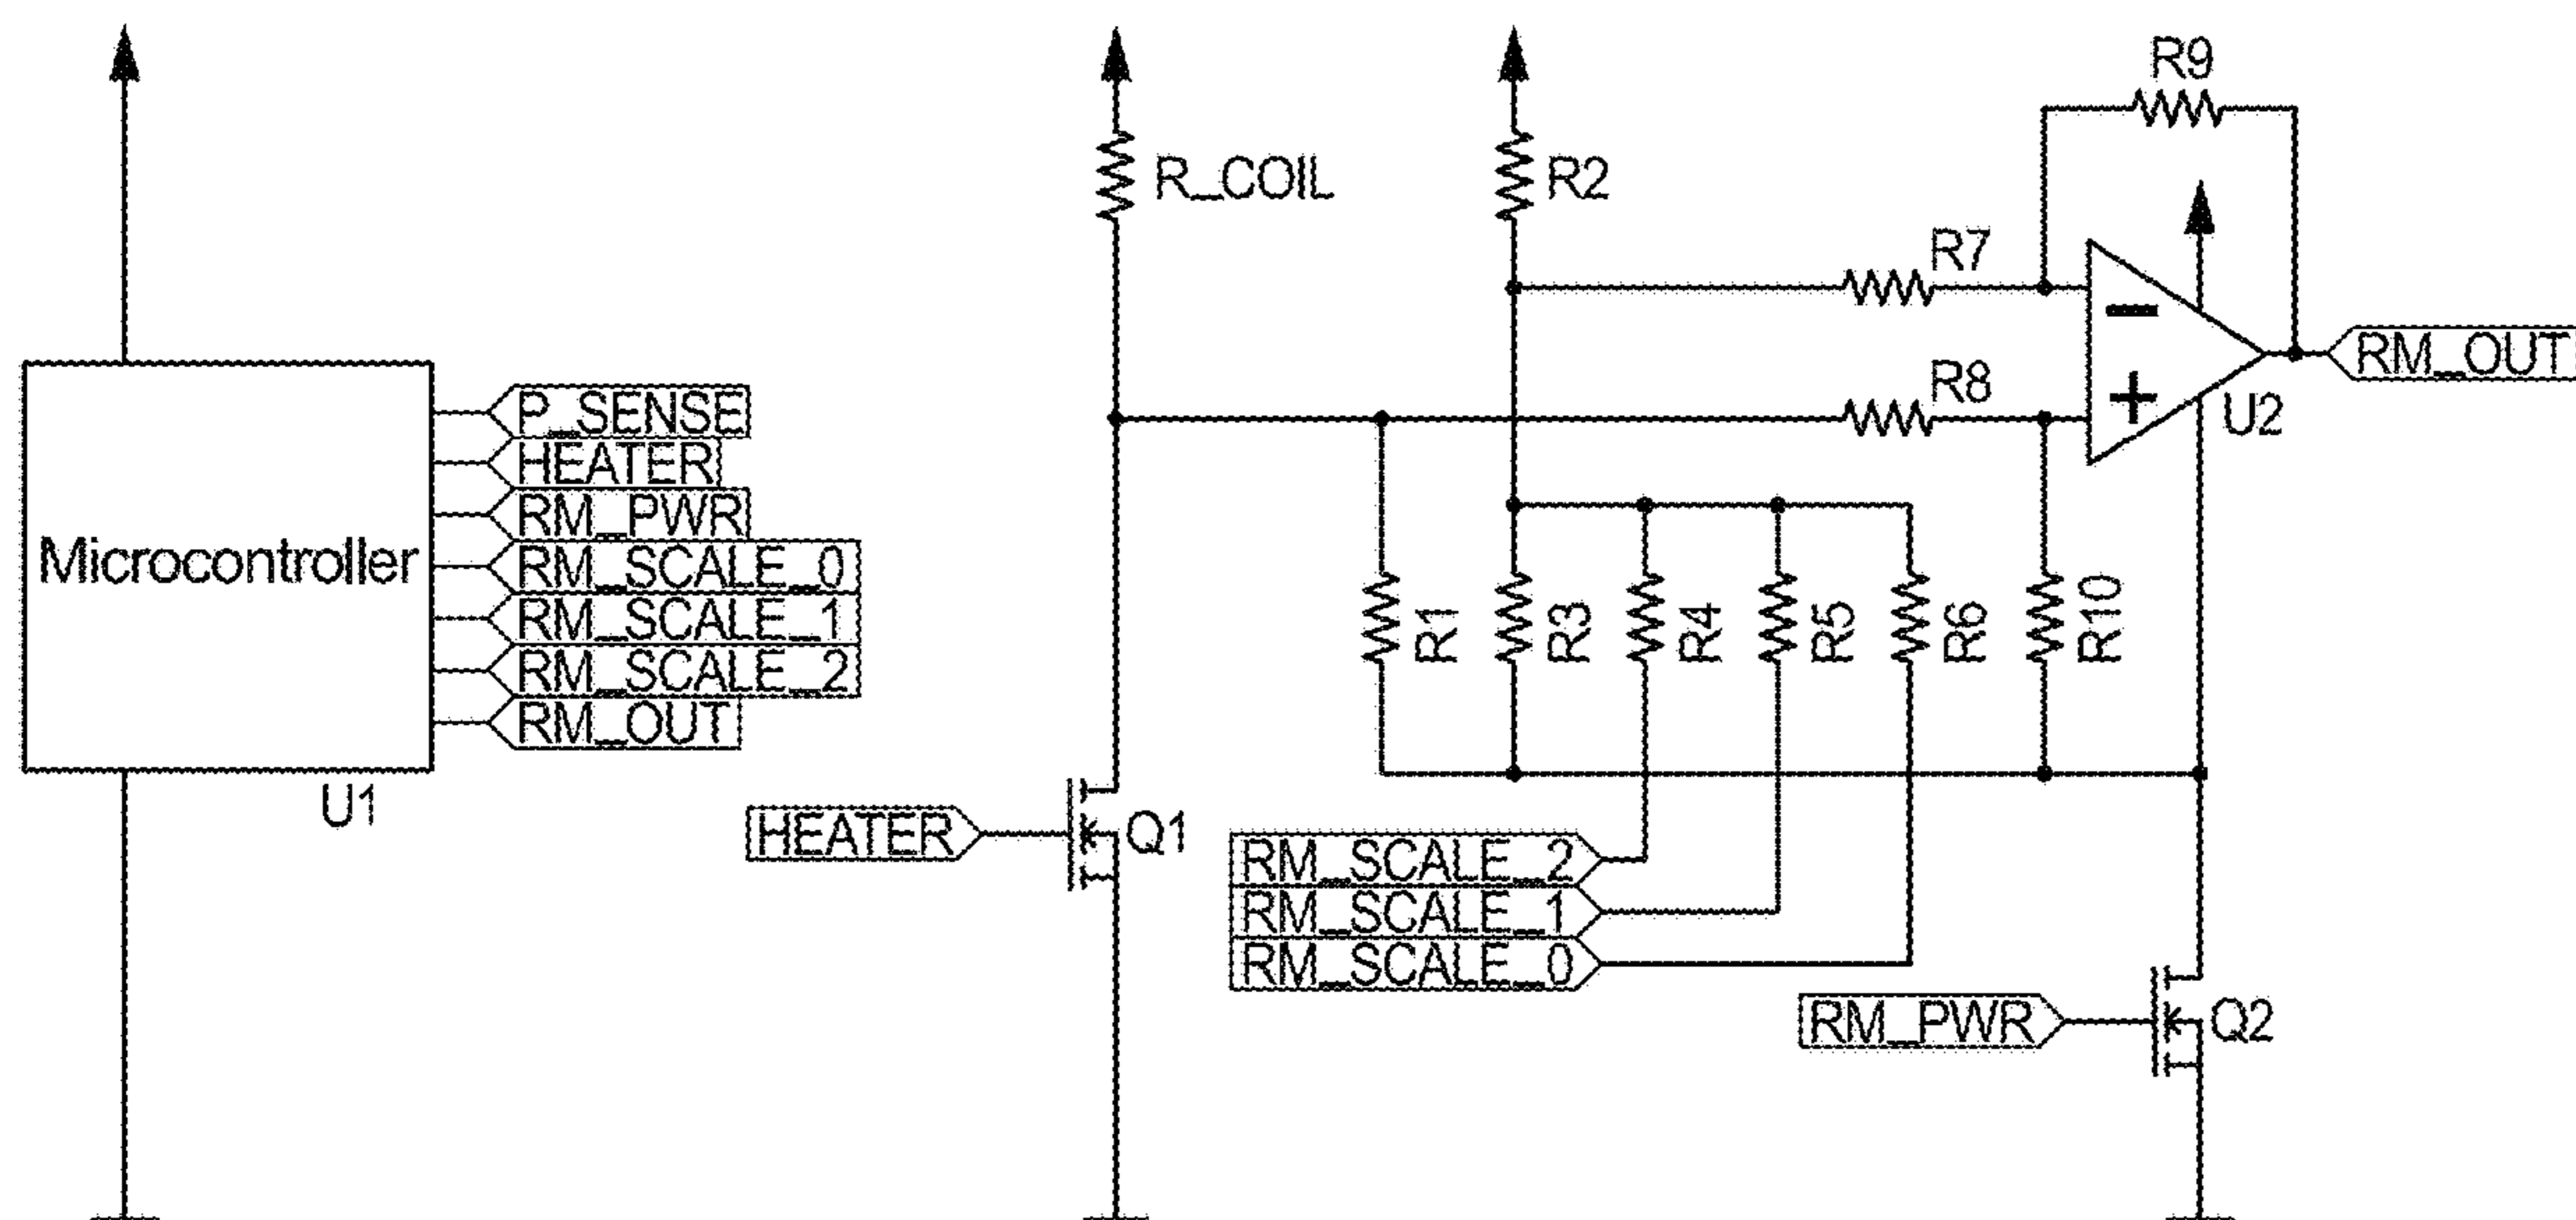 R9
R_COIL
R2
R7
R8
RM_OUT
U2
P_SENSE
HEATER
RM_PWR
RM_SCALE_0
RM_SCALE_1
RM_SCALE_2
RM_OUT
Microcontroller
U1
R1
R3
R4
R5
R6
R10
HEATER
Q1
RM_SCALE_2
RM_SCALE_1
RM_SCALE_0
RM_PWR
Q2
−
+